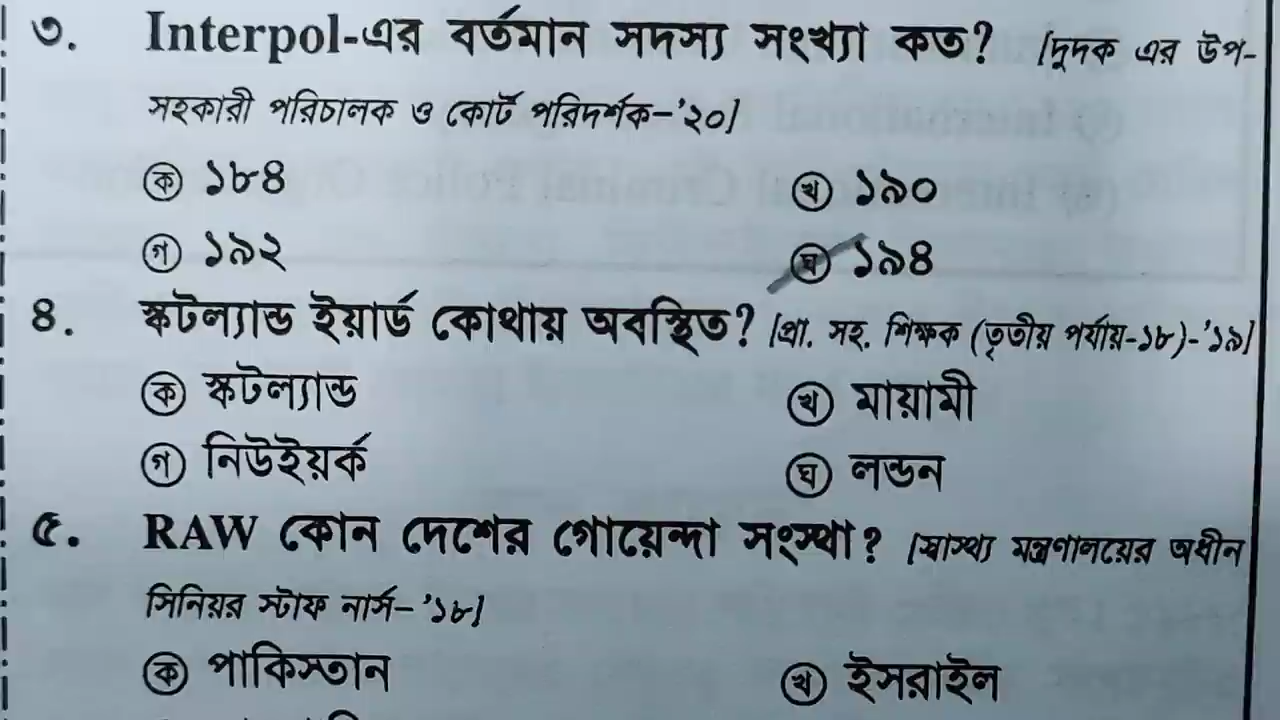 ৩. Interpol-এর বর্তমান সদস্য সংখ্যা কত? [দুদক এর উপ-
সহকারী পরিচালক ও কোর্ট পরিদর্শক-'২০]
ক ১৮৪ খ ১৯০
গ ১৯২ ঘ ১৯৪
৪. স্কটল্যান্ড ইয়ার্ড কোথায় অবস্থিত? [প্রা. সহ. শিক্ষক (তৃতীয় পর্যায়-১৮)-'১৯]
ক স্কটল্যান্ড খ মায়ামী
গ নিউইয়র্ক ঘ লন্ডন
৫. RAW কোন দেশের গোয়েন্দা সংস্থা? [স্বাস্থ্য মন্ত্রণালয়ের অধীন
সিনিয়র স্টাফ নার্স-'১৮]
ক পাকিস্তান খ ইসরাইল